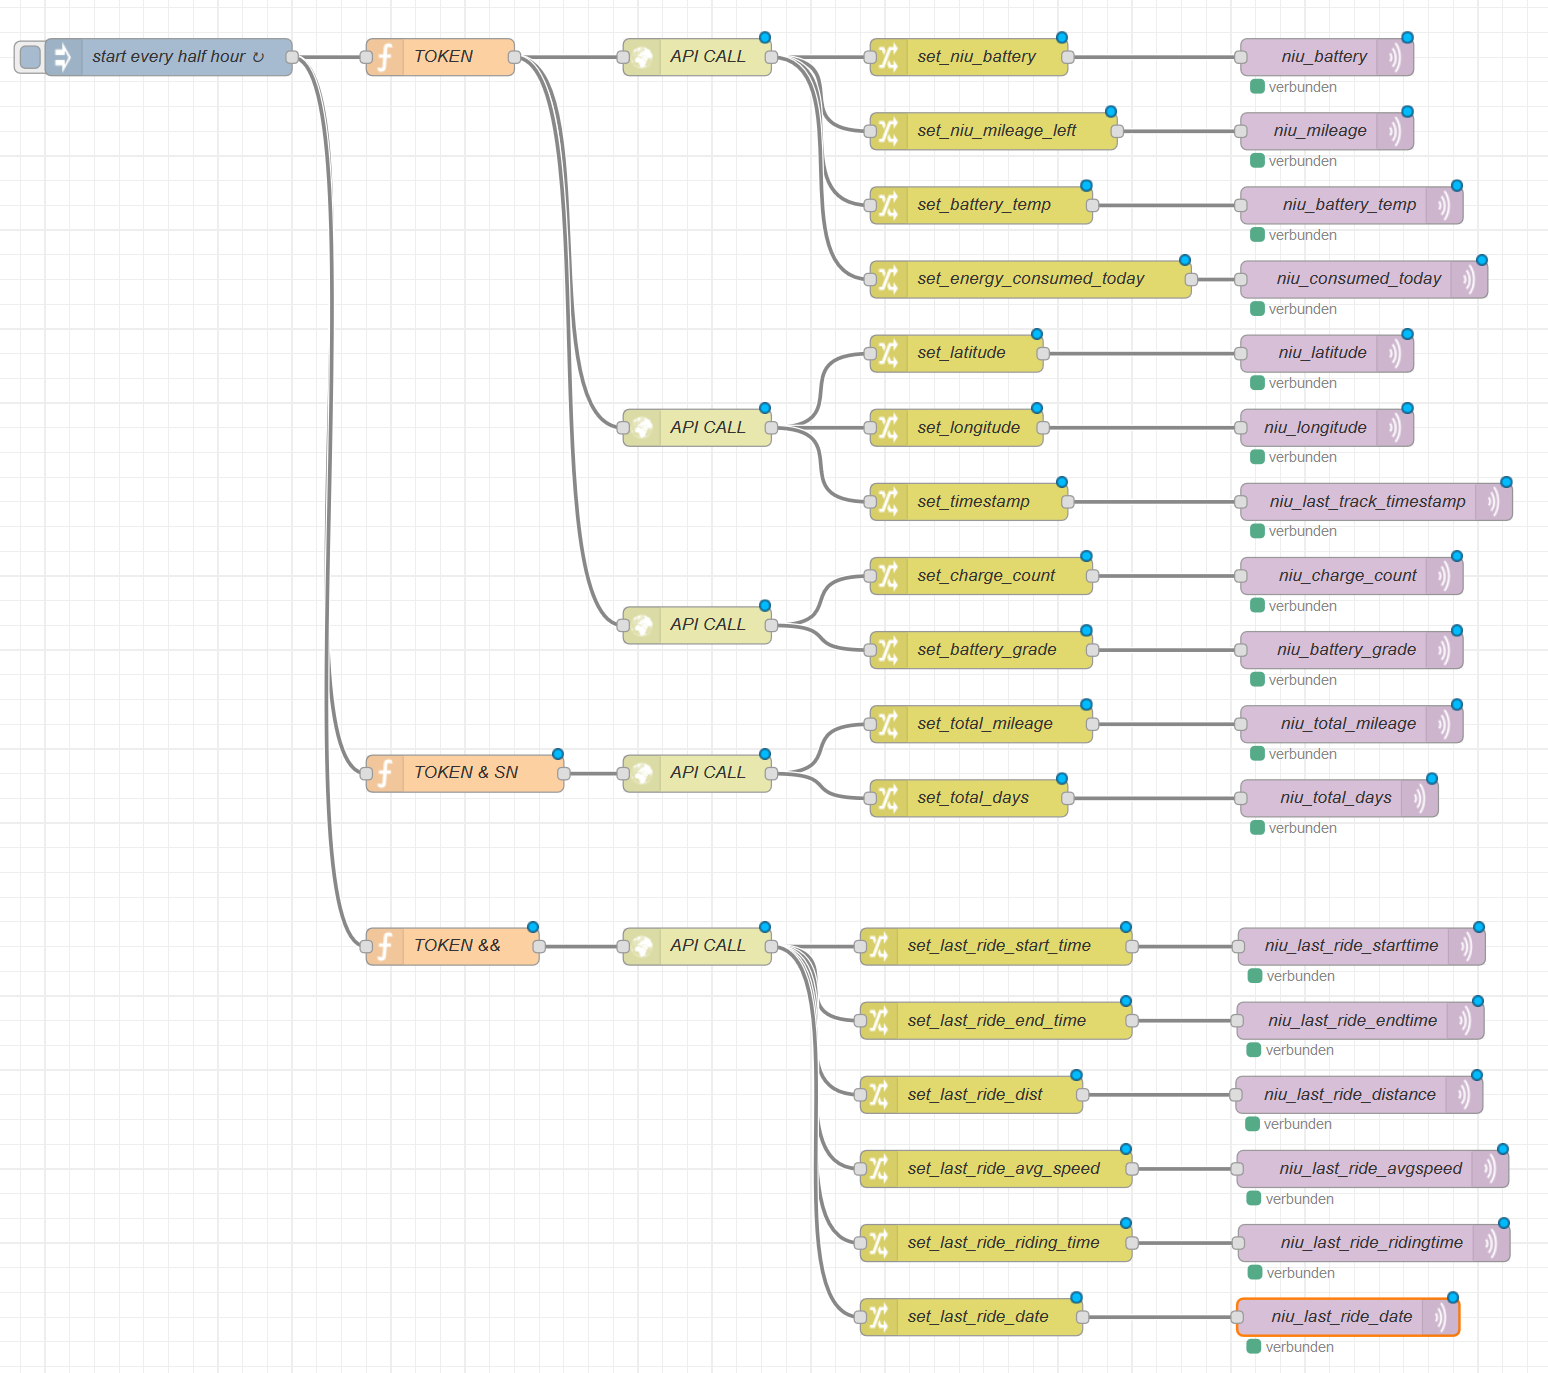 start every half hour ↻
TOKEN
API CALL
set_niu_battery
niu_battery
verbunden
set_niu_mileage_left
niu_mileage
verbunden
set_battery_temp
niu_battery_temp
verbunden
set_energy_consumed_today
niu_consumed_today
verbunden
set_latitude
niu_latitude
verbunden
API CALL
set_longitude
niu_longitude
verbunden
set_timestamp
niu_last_track_timestamp
verbunden
set_charge_count
niu_charge_count
verbunden
API CALL
set_battery_grade
niu_battery_grade
verbunden
set_total_mileage
niu_total_mileage
verbunden
TOKEN & SN
API CALL
set_total_days
niu_total_days
verbunden
TOKEN &&
API CALL
set_last_ride_start_time
niu_last_ride_starttime
verbunden
set_last_ride_end_time
niu_last_ride_endtime
verbunden
set_last_ride_dist
niu_last_ride_distance
verbunden
set_last_ride_avg_speed
niu_last_ride_avgspeed
verbunden
set_last_ride_riding_time
niu_last_ride_ridingtime
verbunden
set_last_ride_date
niu_last_ride_date
verbunden